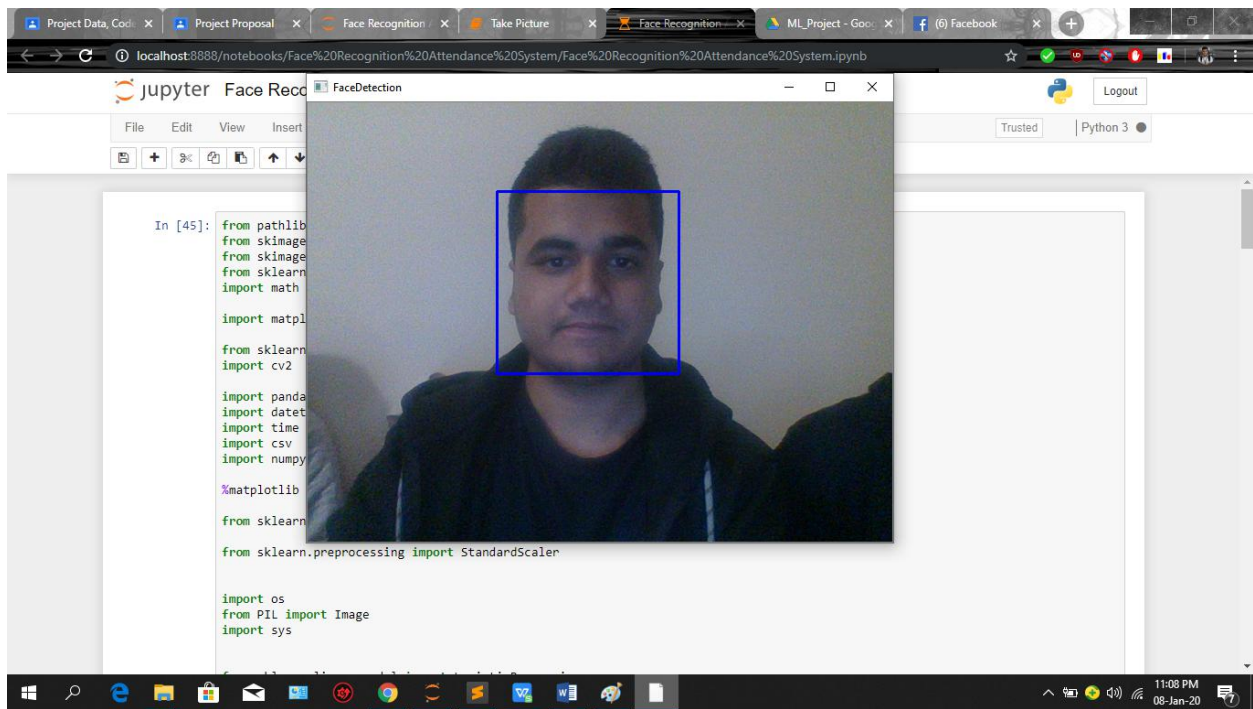 Project Data, Cod
Project Proposal
Face Recognition
Take Picture
Face Recognition
ML_Project - Goo
(6) Facebook
localhost:8888/notebooks/Face%20Recognition%20Attendance%20System/Face%20Recognition%20Attendance%20System.ipynb
jupyter Face Reco
FaceDetection
Logout
File Edit View Insert
Trusted
Python 3
In [45]:
from pathlib
from skimage
from skimage
from sklearn
import math
import matpl
from sklearn
import cv2
import panda
import datet
import time
import csv
import numpy
%matplotlib
from sklearn
from sklearn.preprocessing import StandardScaler
import os
from PIL import Image
import sys
11:08 PM
08-Jan-20